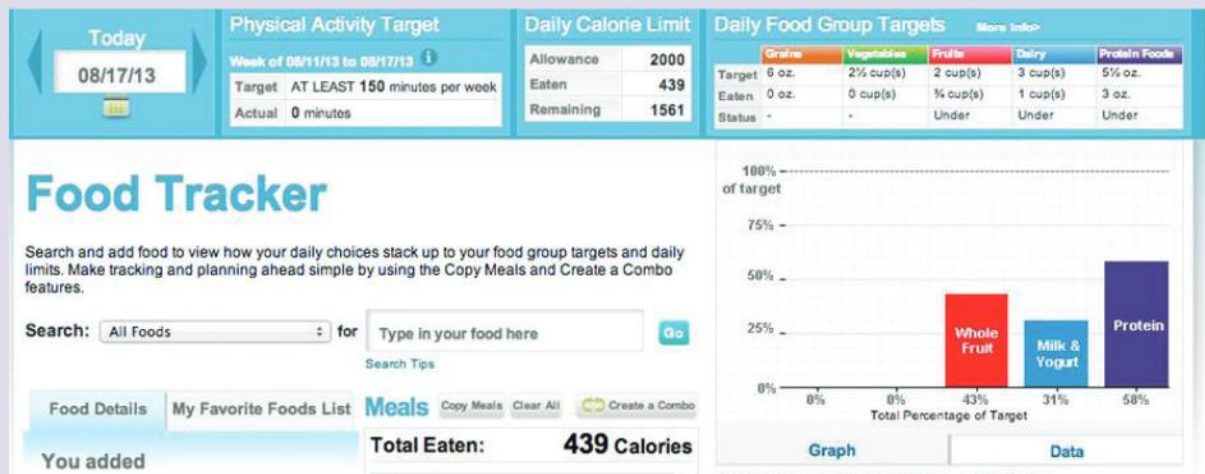 Today
08/17/13
Physical Activity Target
Week of 08/11/13 to 08/17/13 i
Target AT LEAST 150 minutes per week
Actual 0 minutes
Daily Calorie Limit
Allowance 2000
Eaten 439
Remaining 1561
Daily Food Group Targets More Info>
Grains Vegetables Fruits Dairy Protein Foods
Target 6 oz. 2½ cup(s) 2 cup(s) 3 cup(s) 5½ oz.
Eaten 0 oz. 0 cup(s) ¾ cup(s) 1 cup(s) 3 oz.
Status - - Under Under Under
Food Tracker
Search and add food to view how your daily choices stack up to your food group targets and daily
limits. Make tracking and planning ahead simple by using the Copy Meals and Create a Combo
features.
Search: All Foods for Type in your food here Go
Search Tips
Food Details My Favorite Foods List
You added
Meals Copy Meals Clear All Create a Combo
Total Eaten: 439 Calories
100%
of target
75%
50%
25%
0%
Whole
Fruit
Milk &
Yogurt
Protein
0% 0% 43% 31% 58%
Total Percentage of Target
Graph Data